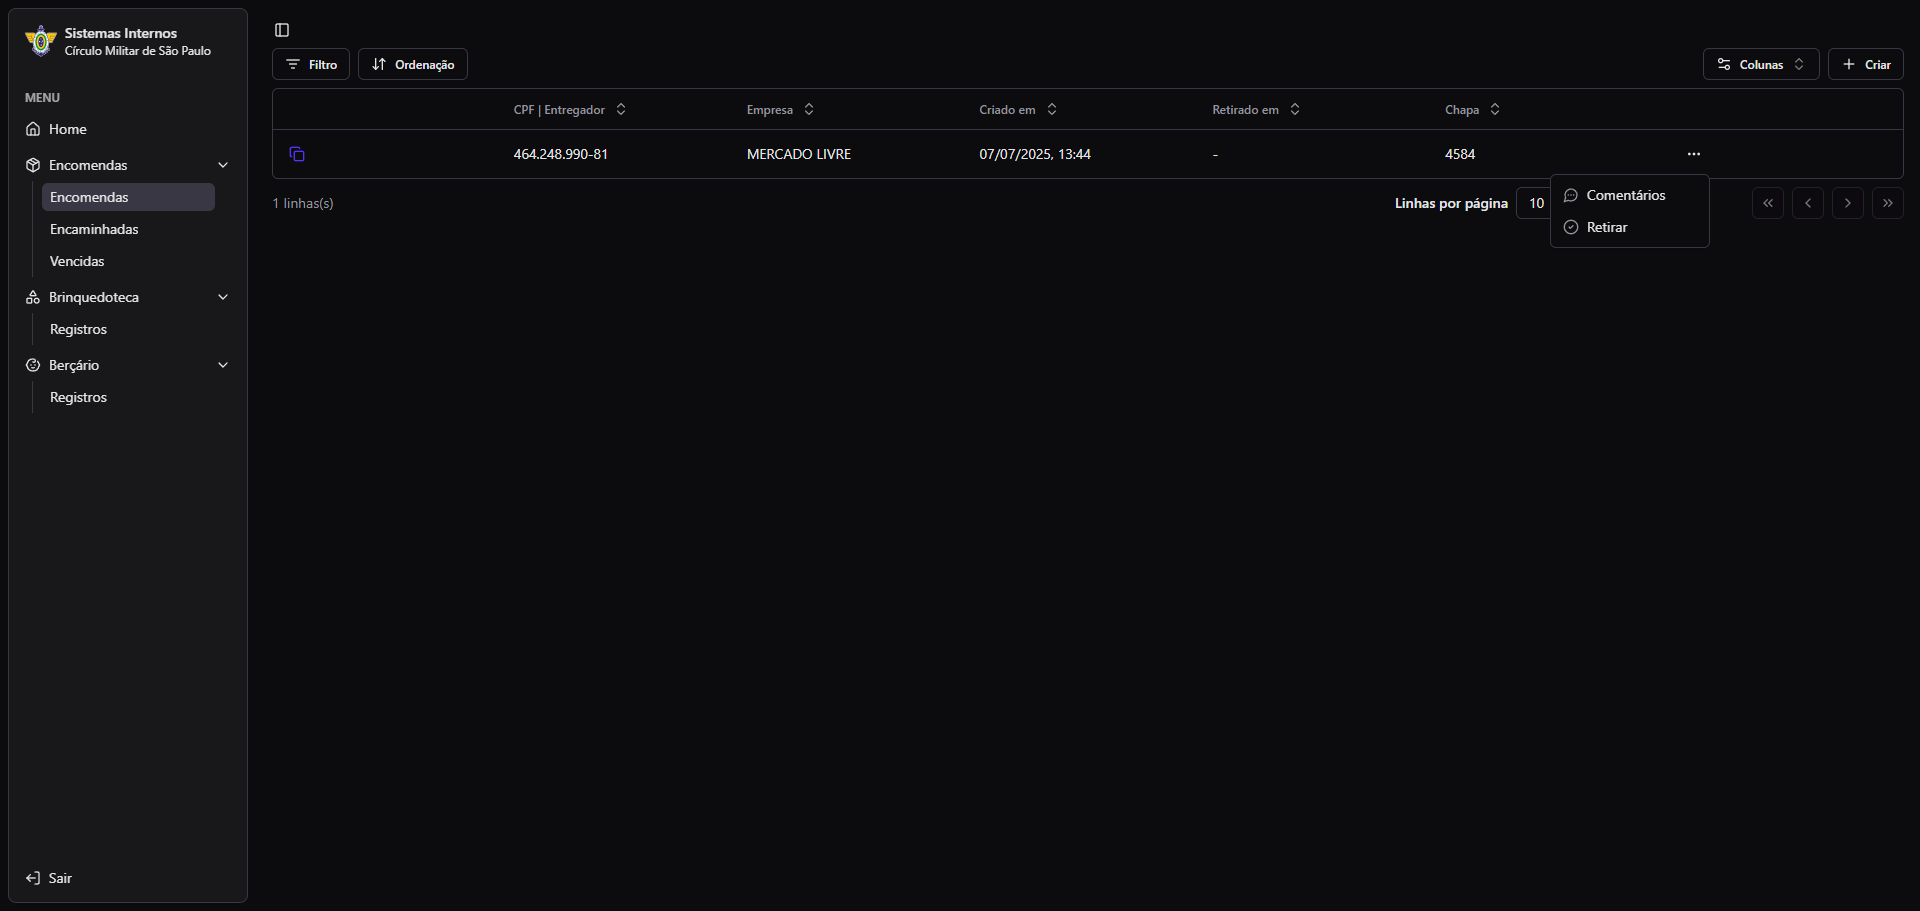 Sistemas Internos
Círculo Militar de São Paulo
MENU
Home
Encomendas
Encomendas
Encaminhadas
Vencidas
Brinquedoteca
Registros
Berçário
Registros
Sair
Filtro
Ordenação
Colunas
Criar
CPF | Entregador
Empresa
Criado em
Retirado em
Chapa
464.248.990-81
MERCADO LIVRE
07/07/2025, 13:44
-
4584
1 linhas(s)
Linhas por página
10
Comentários
Retirar